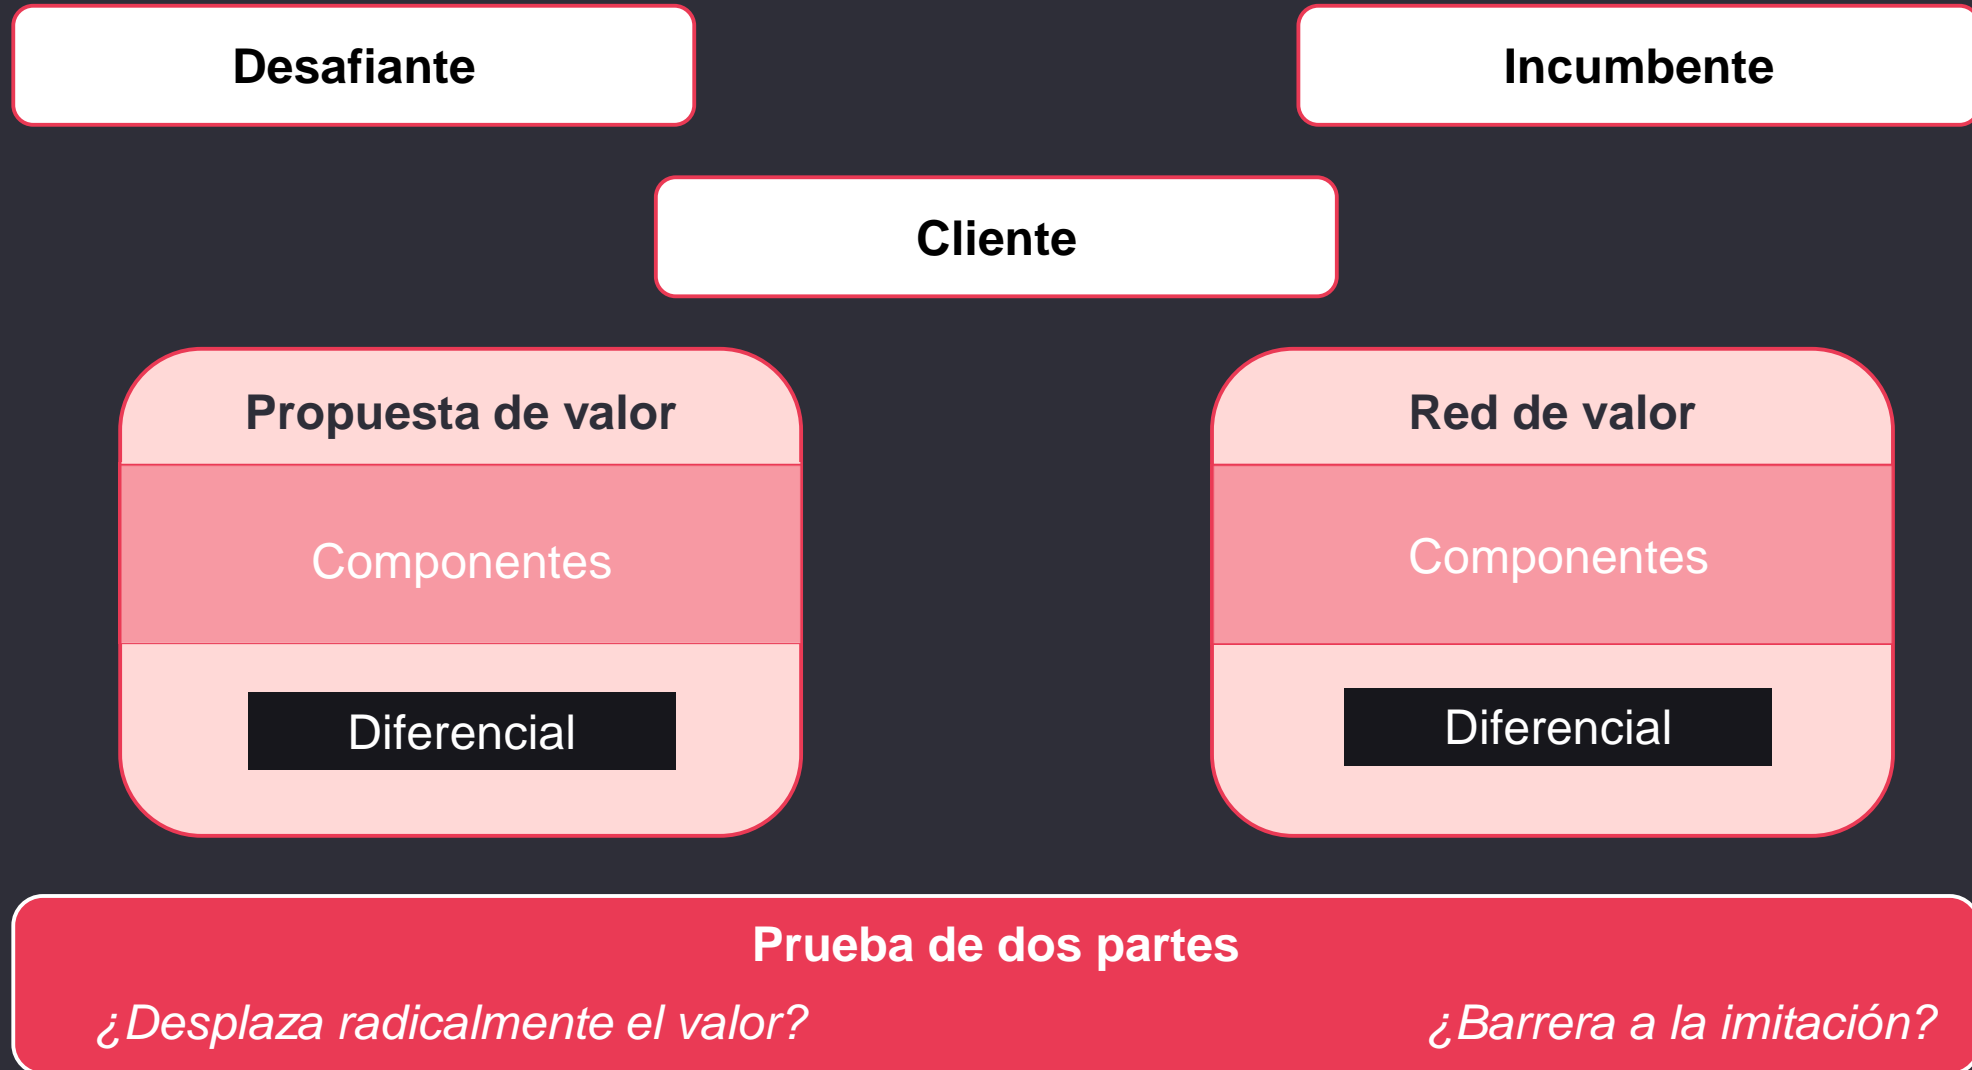 Desafiante
Incumbente
Cliente
Propuesta de valor
Componentes
Diferencial
Red de valor
Componentes
Diferencial
Prueba de dos partes
¿Desplaza radicalmente el valor?
¿Barrera a la imitación?